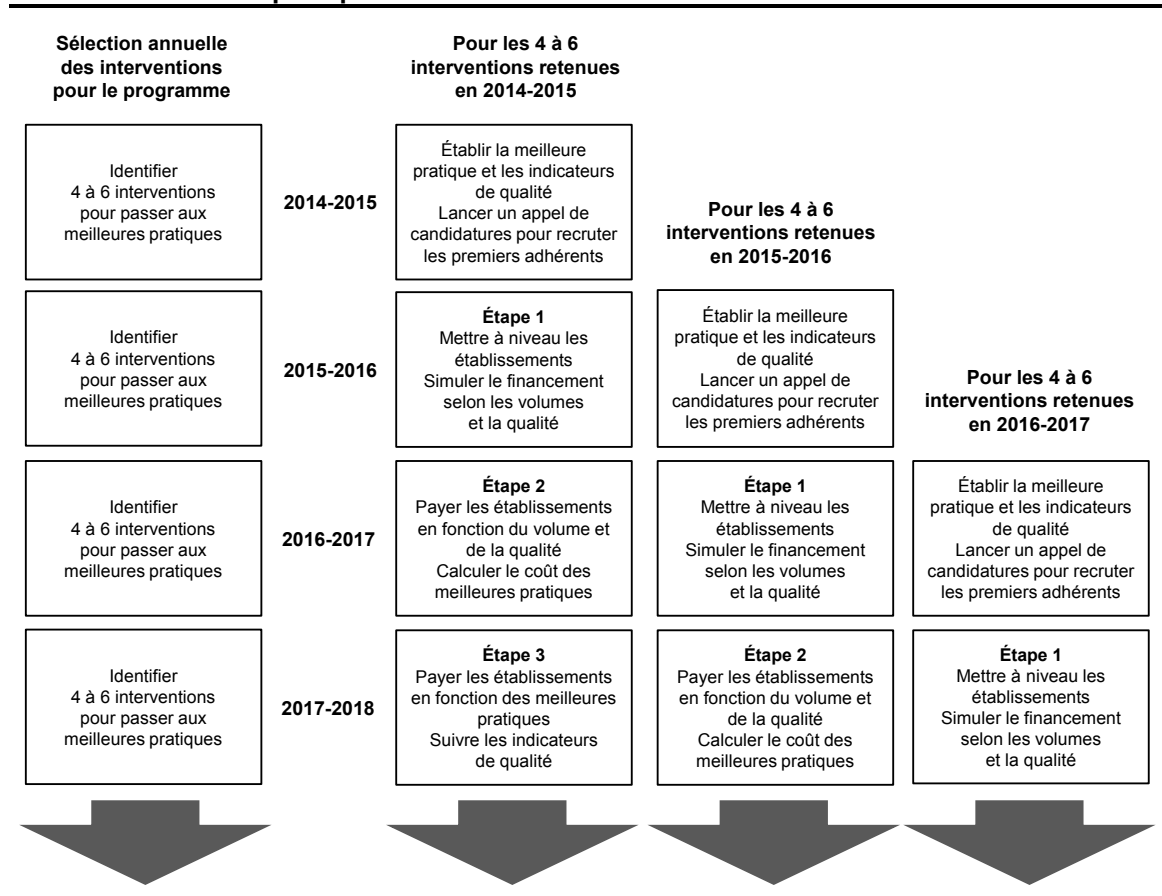 Sélection annuelle
des interventions
pour le programme
Pour les 4 à 6
interventions retenues
en 2014-2015
Identifier
4 à 6 interventions
pour passer aux
meilleures pratiques
2014-2015
Établir la meilleure
pratique et les indicateurs
de qualité
Lancer un appel de
candidatures pour recruter
les premiers adhérents
Pour les 4 à 6
interventions retenues
en 2015-2016
Identifier
4 à 6 interventions
pour passer aux
meilleures pratiques
2015-2016
Étape 1
Mettre à niveau les
établissements
Simuler le financement
selon les volumes
et la qualité
Établir la meilleure
pratique et les indicateurs
de qualité
Lancer un appel de
candidatures pour recruter
les premiers adhérents
Pour les 4 à 6
interventions retenues
en 2016-2017
Identifier
4 à 6 interventions
pour passer aux
meilleures pratiques
2016-2017
Étape 2
Payer les établissements
en fonction du volume et
de la qualité
Calculer le coût des
meilleures pratiques
Étape 1
Mettre à niveau les
établissements
Simuler le financement
selon les volumes
et la qualité
Établir la meilleure
pratique et les indicateurs
de qualité
Lancer un appel de
candidatures pour recruter
les premiers adhérents
Identifier
4 à 6 interventions
pour passer aux
meilleures pratiques
2017-2018
Étape 3
Payer les établissements
en fonction des meilleures
pratiques
Suivre les indicateurs
de qualité
Étape 2
Payer les établissements
en fonction du volume et
de la qualité
Calculer le coût des
meilleures pratiques
Étape 1
Mettre à niveau les
établissements
Simuler le financement
selon les volumes
et la qualité